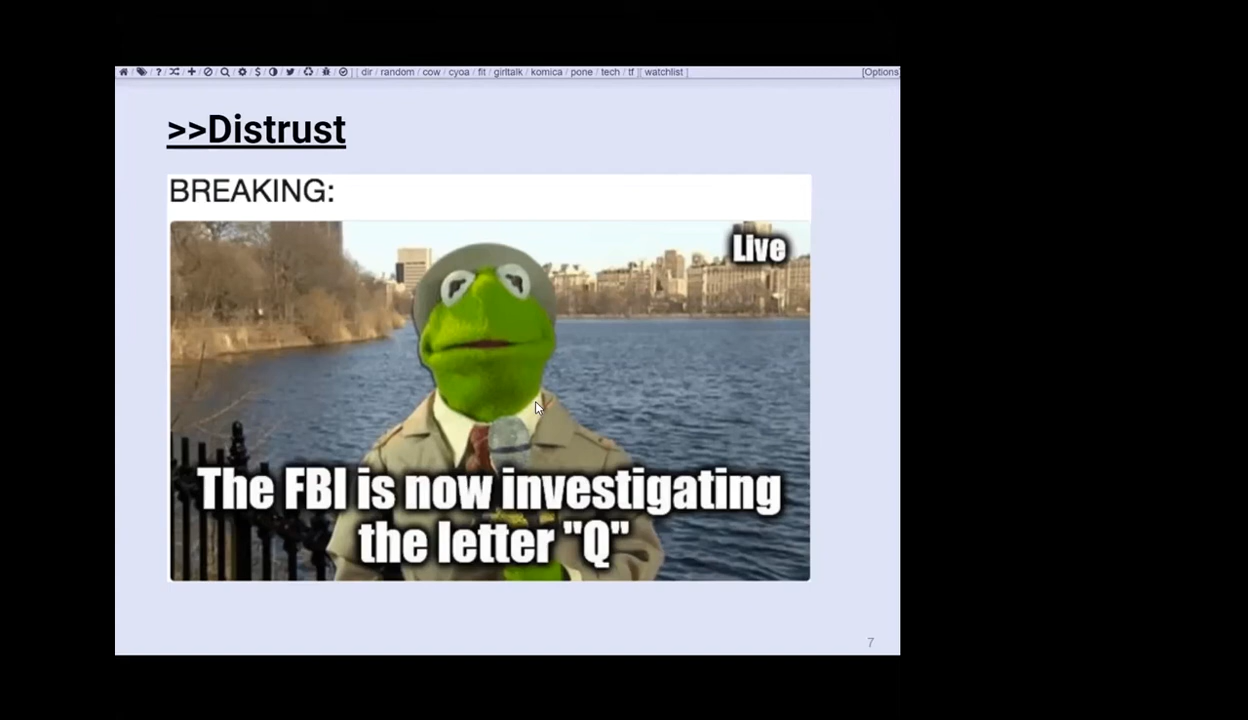 [ dir / random / cow / cyoa / fit / girltalk / komica / pone / tech / tf ][ watchlist ]
[Options
>>Distrust
BREAKING:
Live
The FBI is now investigating
the letter "Q"
7